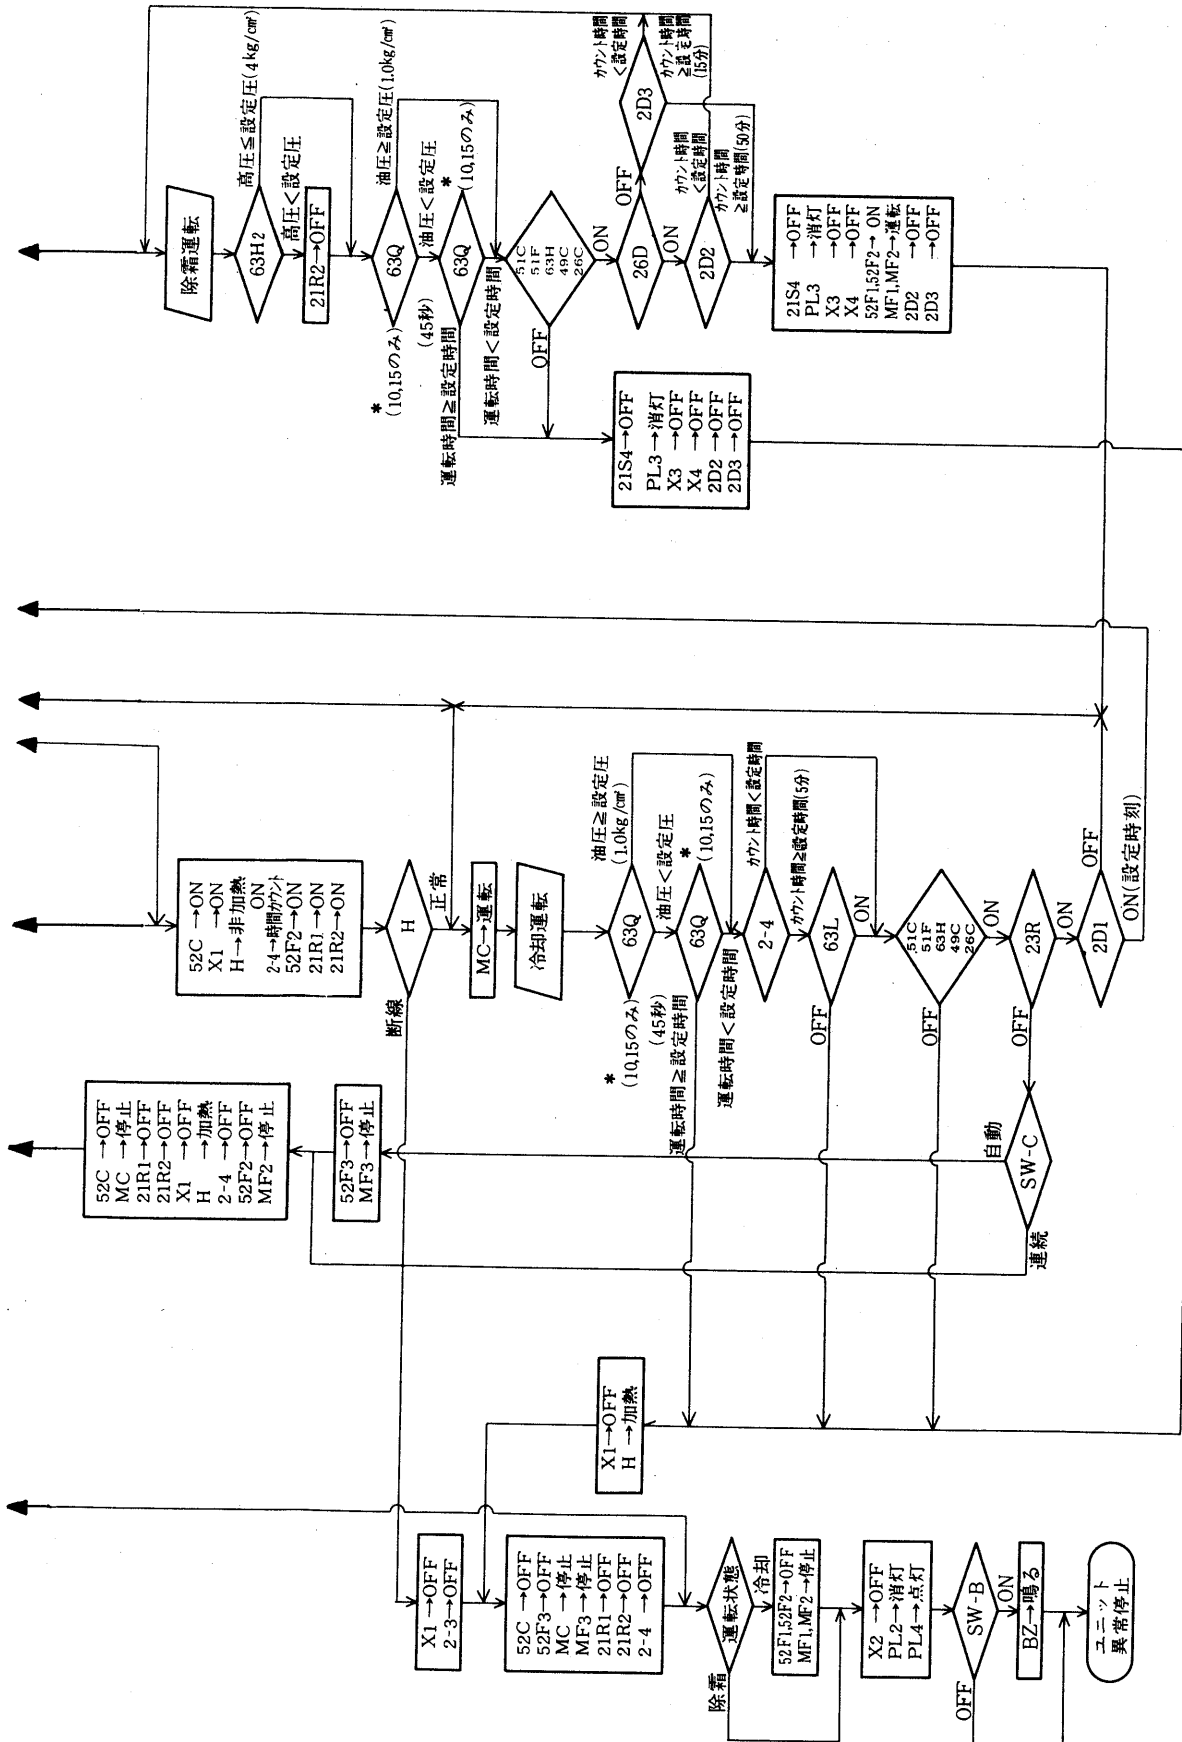 除霜運転
63H2
高圧≦設定圧(4kg/cm²)
高圧<設定圧
21R2→OFF
63Q
油圧≧設定圧(1.0kg/cm²)
*
(10,15のみ)
油圧<設定圧
63Q
*
(10,15のみ)
(45秒)
運転時間≧設定時間
運転時間<設定時間
51C
51F
63H
49C
26C
OFF
ON
26D
OFF
ON
2D3
カウント時間
<設定時間
カウント時間
≧設定時間
(15分)
2D2
カウント時間
<設定時間
カウント時間
≧設定時間(50分)
21S4 →OFF
PL3 →消灯
X3 →OFF
X4 →OFF
52F1,52F2→ ON
MF1,MF2→運転
2D2 →OFF
2D3 →OFF
21S4→OFF
PL3→消灯
X3 →OFF
X4 →OFF
2D2→OFF
2D3→OFF
52C →ON
X1 →ON
H→非加熱
ON
2-4→時間カウント
52F2→ON
21R1→ON
21R2→ON
H
正常
断線
MC→運転
冷却運転
63Q
油圧≧設定圧
(1.0kg/cm²)
*
(10,15のみ)
油圧<設定圧
63Q
*
(10,15のみ)
(45秒)
運転時間≧設定時間
運転時間<設定時間
2-4
カウント時間<設定時間
カウント時間≧設定時間(5分)
63L
ON
OFF
51C
51F
63H
49C
26C
ON
OFF
23R
ON
OFF
2D1
OFF
ON(設定時刻)
SW-C
自動
連続
52C →OFF
MC →停止
21R1→OFF
21R2→OFF
X1 →OFF
H →加熱
2-4 →OFF
52F2→OFF
MF2→停止
52F3→OFF
MF3→停止
X1→OFF
H →加熱
X1 →OFF
2-3→OFF
52C →OFF
52F3→OFF
MC →停止
MF3→停止
21R1→OFF
21R2→OFF
2-4 →OFF
運転状態
冷却
除霜
52F1,52F2→OFF
MF1,MF2→停止
X2 →OFF
PL2→消灯
PL4→点灯
SW-B
ON
OFF
BZ→鳴る
ユニット
異常停止